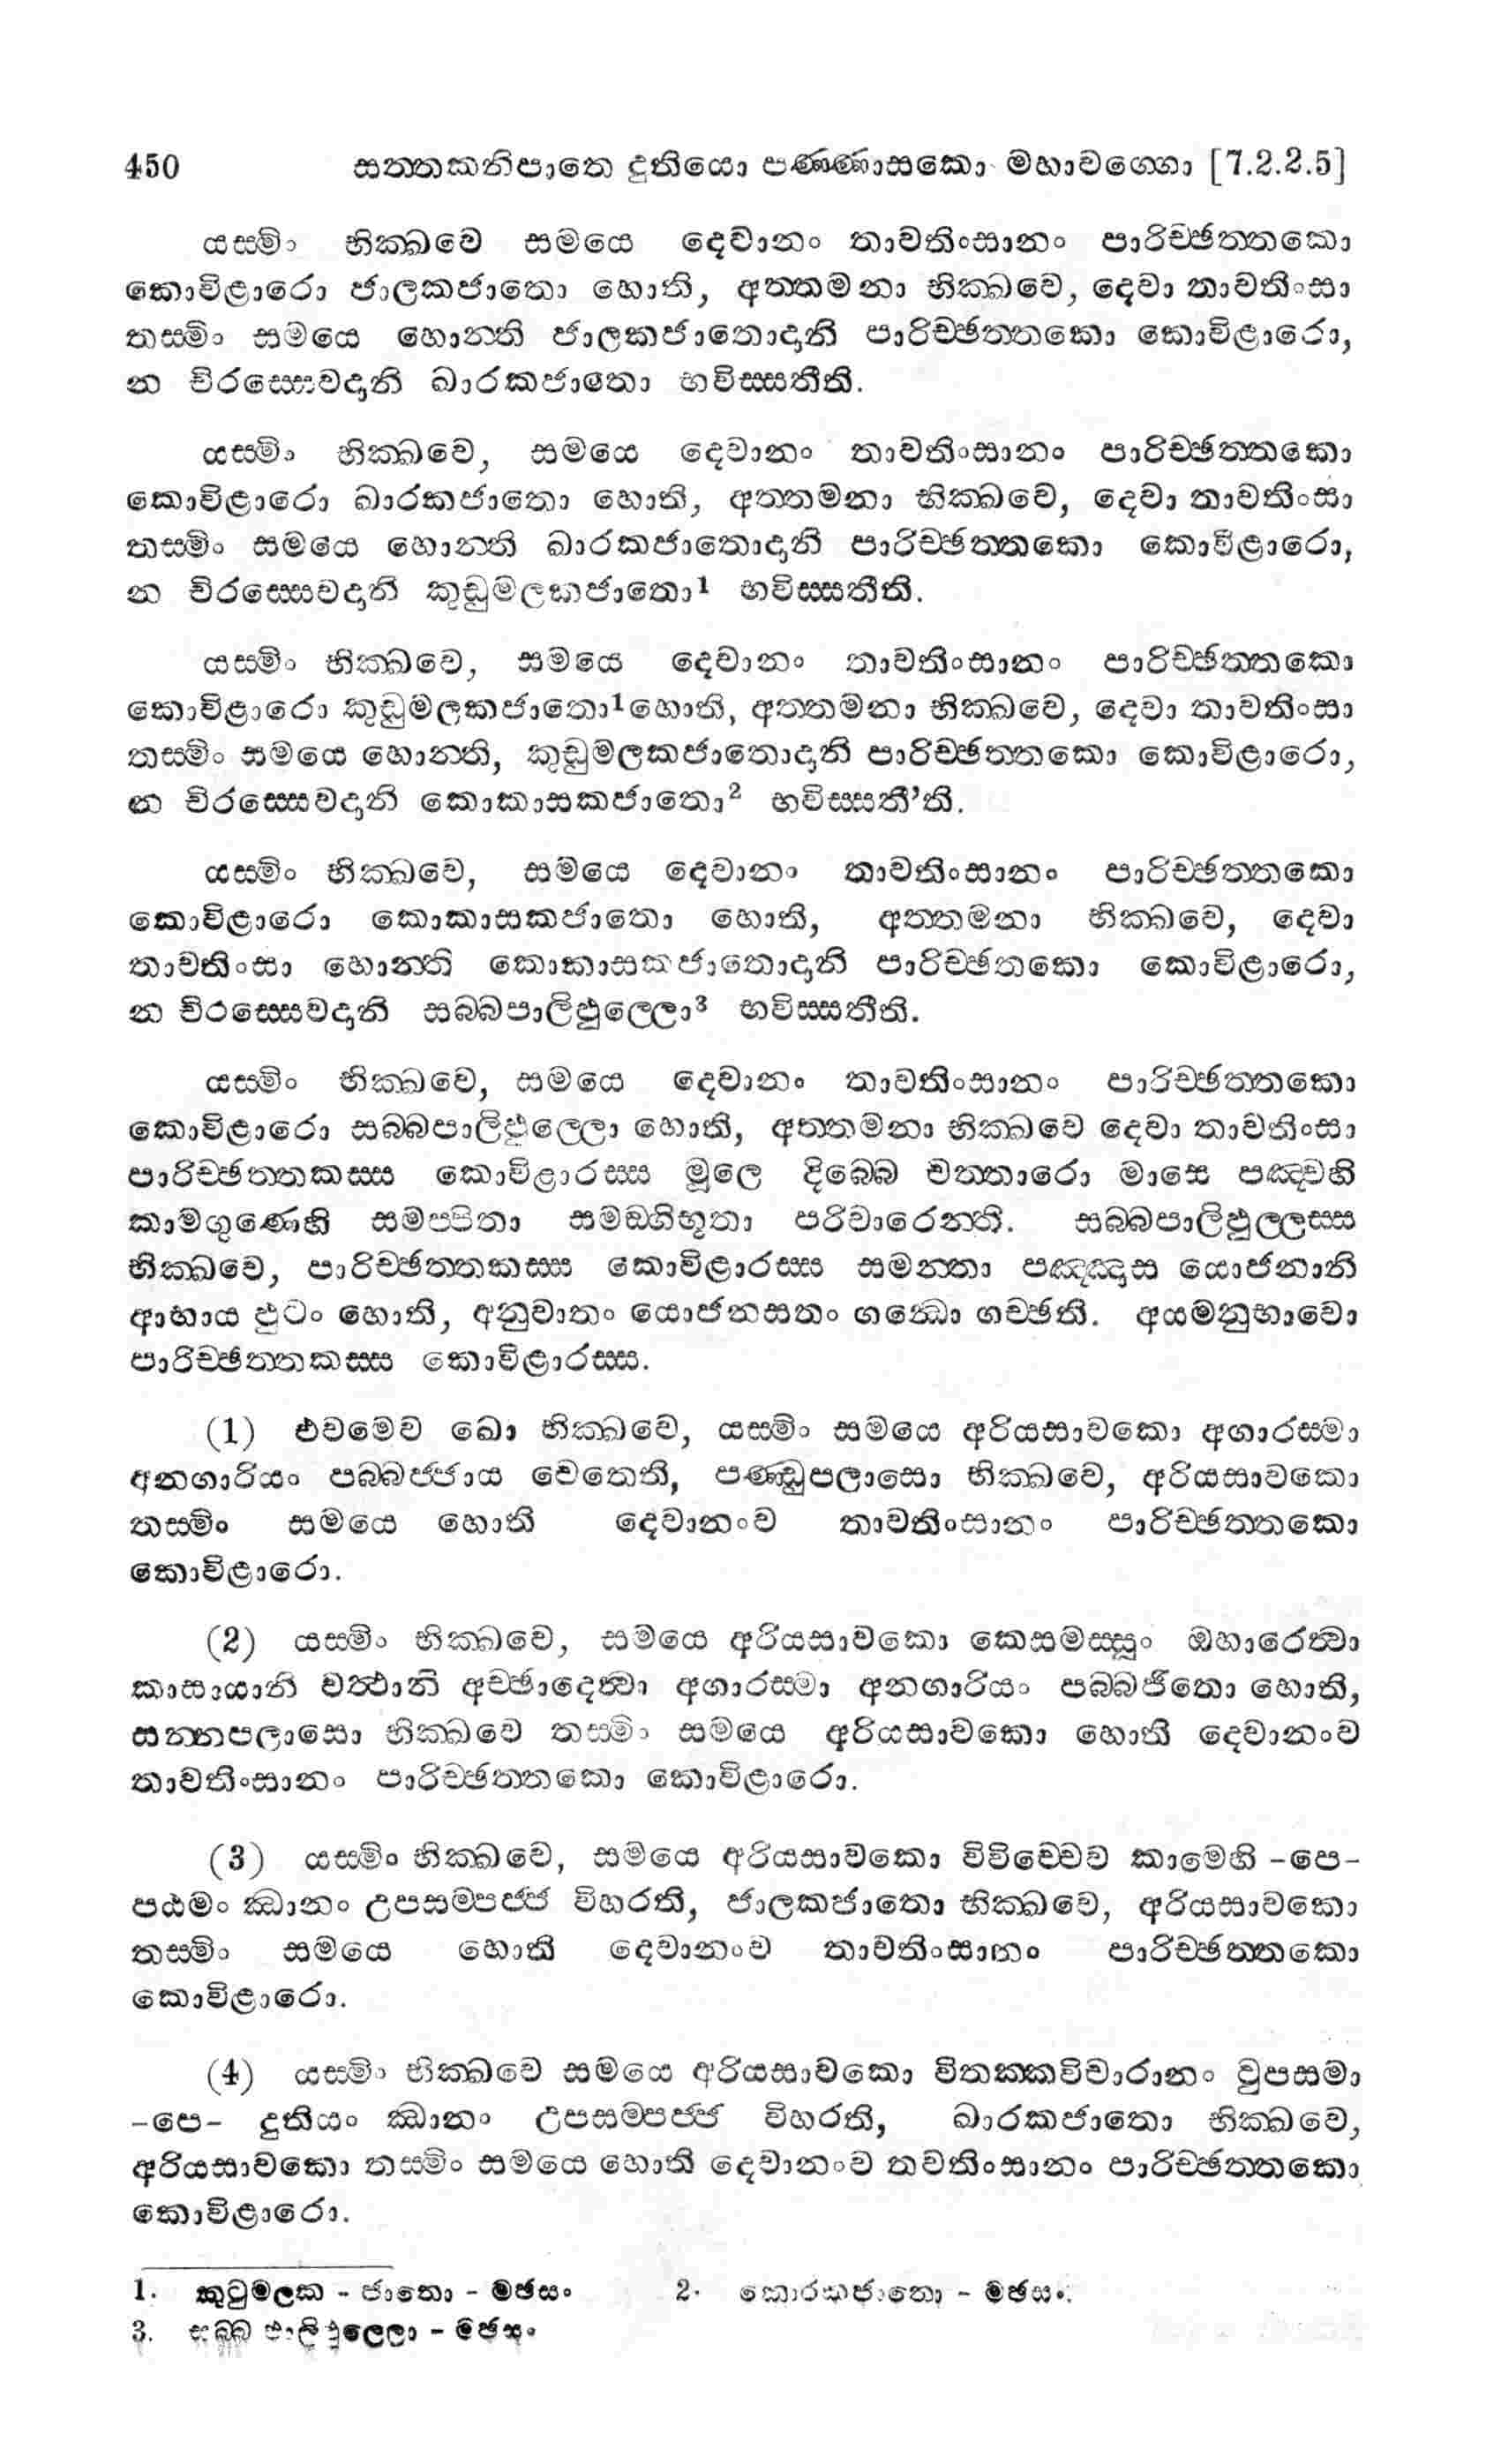 450 සත්තකනිපාතෙ දුතියො පණ්ණාසකො මහාවග්ගො [7.2.2.5]
යස්මිං භික්ඛවෙ සමයෙ දෙවානං තාවතිංසානං පාරිච්ඡත්තකො
කොවිළාරො ජාලකජාතො හොති, අත්තමනා භික්ඛවෙ, දෙවා තාවතිංසා
තස්මිං සමයෙ හොන්ති ජාලකජාතොදානි පාරිච්ඡත්තකො කොවිළාරො,
න චිරස්සෙවදානි ඛාරකජාතො භවිස්සතීති.
යස්මිං භික්ඛවෙ, සමයෙ දෙවානං තාවතිංසානං පාරිච්ඡත්තකො
කොවිළාරො ඛාරකජාතො හොති, අත්තමනා භික්ඛවෙ, දෙවා තාවතිංසා
තස්මිං සමයෙ හොන්ති ඛාරකජාතොදානි පාරිච්ඡත්තකො කොවිළාරො,
න චිරස්සෙවදානි කුඩුමලකජාතො¹ භවිස්සතීති.
යස්මිං භික්ඛවෙ, සමයෙ දෙවානං තාවතිංසානං පාරිච්ඡත්තකො
කොවිළාරො කුඩුමලකජාතො¹ හොති, අත්තමනා භික්ඛවෙ, දෙවා තාවතිංසා
තස්මිං සමයෙ හොන්ති, කුඩුමලකජාතොදානි පාරිච්ඡත්තකො කොවිළාරො,
න චිරස්සෙවදානි කොකාසකජාතො² භවිස්සතී’ති.
යස්මිං භික්ඛවෙ, සමයෙ දෙවානං තාවතිංසානං පාරිච්ඡත්තකො
කොවිළාරො කොකාසකජාතො හොති, අත්තමනා භික්ඛවෙ, දෙවා
තාවතිංසා හොන්ති කොකාසකජාතොදානි පාරිච්ඡතකො කොවිළාරො,
න චිරස්සෙවදානි සබ්බපාලිඵුල්ලො³ භවිස්සතීති.
යස්මිං භික්ඛවෙ, සමයෙ දෙවානං තාවතිංසානං පාරිච්ඡත්තකො
කොවිළාරො සබ්බපාලිඵුල්ලො හොති, අත්තමනා භික්ඛවෙ දෙවා තාවතිංසා
පාරිච්ඡත්තකස්ස කොවිළාරස්ස මූලෙ දිබ්බෙ චත්තාරො මාසෙ පඤ්චහි
කාමගුණෙහි සමප්පිතා සමඞ්ගිභූතා පරිචාරෙන්ති. සබ්බපාලිඵුල්ලස්ස
භික්ඛවෙ, පාරිච්ඡත්තකස්ස කොවිළාරස්ස සමන්තා පඤ්ඤාස යොජනානි
ආභාය ඵුටං හොති, අනුවාතං යොජනසතං ගන්ධො ගච්ඡති. අයමනුභාවො
පාරිච්ඡත්තකස්ස කොවිළාරස්ස.
(1) එවමෙව ඛො භික්ඛවෙ, යස්මිං සමයෙ අරියසාවකො අගාරස්මා
අනගාරියං පබ්බජ්ජාය චෙතෙති, පණ්ඩුපලාසො භික්ඛවෙ, අරියසාවකො
තස්මිං සමයෙ හොති දෙවානංව තාවතිංසානං පාරිච්ඡත්තකො
කොවිළාරො.
(2) යස්මිං භික්ඛවෙ, සමයෙ අරියසාවකො කෙසමස්සුං ඔහාරෙත්වා
කාසායානි වත්ථානි අච්ඡාදෙත්වා අගාරස්මා අනගාරියං පබ්බජිතො හොති,
සන්නපලාසො භික්ඛවෙ තස්මිං සමයෙ අරියසාවකො හොති දෙවානංව
තාවතිංසානං පාරිච්ඡත්තකො කොවිළාරො.
(3) යස්මිං භික්ඛවෙ, සමයෙ අරියසාවකො විවිච්චෙව කාමෙහි -පෙ-
පඨමං ඣානං උපසම්පජ්ජ විහරති, ජාලකජාතො භික්ඛවෙ, අරියසාවකො
තස්මිං සමයෙ හොති දෙවානංව තාවතිංසානං පාරිච්ඡත්තකො
කොවිළාරො.
(4) යස්මිං භික්ඛවෙ සමයෙ අරියසාවකො විතක්කවිචාරානං වූපසමා
-පෙ- දුතියං ඣානං උපසම්පජ්ජ විහරති, ඛාරකජාතො භික්ඛවෙ,
අරියසාවකො තස්මිං සමයෙ හොති දෙවානංව තවතිංසානං පාරිච්ඡත්තකො
කොවිළාරො.
1. කුටුමලක - ජාතො - මඡසං 2. කොරකජාතො - මඡසං.
3. සබ්බ ඵාලිඵුල්ලො - මඡසං